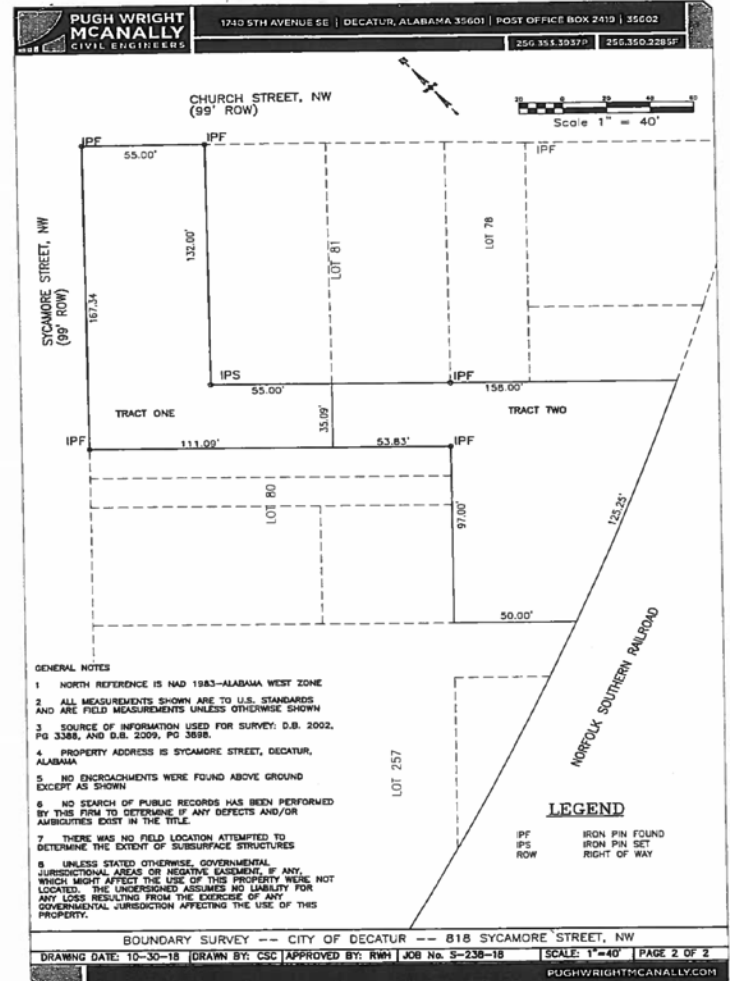 PUGH WRIGHT
MCANALLY
CIVIL ENGINEERS
1740 5TH AVENUE SE | DECATUR, ALABAMA 35601 | POST OFFICE BOX 2419 | 35602
256.353.3937P | 256.350.2285F
CHURCH STREET, NW
(99' ROW)
20 0 20 40 60
Scale 1" = 40'
IPF
IPF
IPF
55.00'
SYCAMORE STREET, NW
(99' ROW)
167.34
132.00'
LOT 81
LOT 78
IPS
55.00'
IPF
158.00'
TRACT ONE
35.09'
TRACT TWO
IPF
111.09'
53.83'
IPF
LOT 80
97.00'
125.25'
50.00'
NORFOLK SOUTHERN RAILROAD
LOT 257
GENERAL NOTES
1 NORTH REFERENCE IS NAD 1983-ALABAMA WEST ZONE
2 ALL MEASUREMENTS SHOWN ARE TO U.S. STANDARDS
AND ARE FIELD MEASUREMENTS UNLESS OTHERWISE SHOWN
3 SOURCE OF INFORMATION USED FOR SURVEY: D.B. 2002,
PG 3388, AND D.B. 2009, PG 3698.
4 PROPERTY ADDRESS IS SYCAMORE STREET, DECATUR,
ALABAMA
5 NO ENCROACHMENTS WERE FOUND ABOVE GROUND
EXCEPT AS SHOWN
6 NO SEARCH OF PUBLIC RECORDS HAS BEEN PERFORMED
BY THIS FIRM TO DETERMINE IF ANY DEFECTS AND/OR
AMBIGUITIES EXIST IN THE TITLE.
7 THERE WAS NO FIELD LOCATION ATTEMPTED TO
DETERMINE THE EXTENT OF SUBSURFACE STRUCTURES
8 UNLESS STATED OTHERWISE, GOVERNMENTAL
JURISDICTIONAL AREAS OR NEGATIVE EASEMENT, IF ANY,
WHICH MIGHT AFFECT THE USE OF THIS PROPERTY WERE NOT
LOCATED. THE UNDERSIGNED ASSUMES NO LIABILITY FOR
ANY LOSS RESULTING FROM THE EXERCISE OF ANY
GOVERNMENTAL JURISDICTION AFFECTING THE USE OF THIS
PROPERTY.
LEGEND
IPF IRON PIN FOUND
IPS IRON PIN SET
ROW RIGHT OF WAY
BOUNDARY SURVEY -- CITY OF DECATUR -- 818 SYCAMORE STREET, NW
DRAWING DATE: 10-30-18 | DRAWN BY: CSC | APPROVED BY: RWH | JOB No. S-238-18 | SCALE: 1"=40' | PAGE 2 OF 2
PUGHWRIGHTMCANALLY.COM